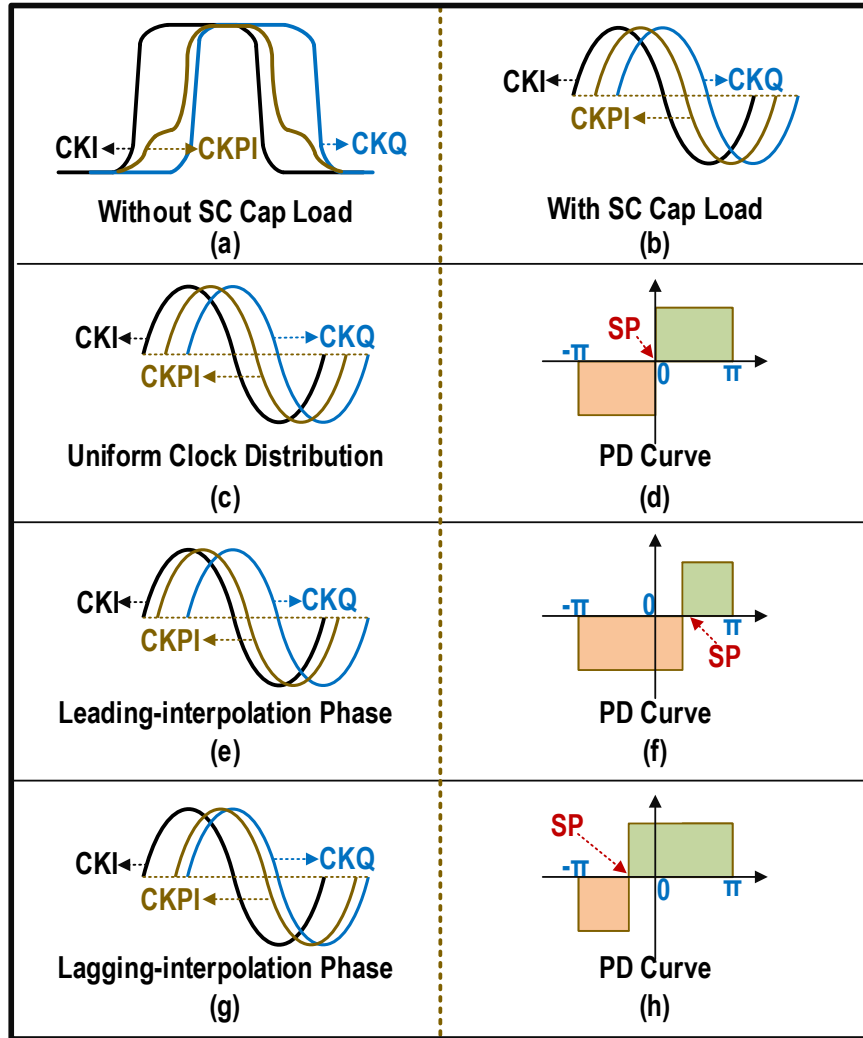 CKI
CKPI
CKQ
Without SC Cap Load
(a)
CKI
CKQ
CKPI
With SC Cap Load
(b)
CKI
CKQ
CKPI
Uniform Clock Distribution
(c)
SP
-π
0
π
PD Curve
(d)
CKI
CKQ
CKPI
Leading-interpolation Phase
(e)
-π
0
π
SP
PD Curve
(f)
CKI
CKQ
CKPI
Lagging-interpolation Phase
(g)
SP
-π
0
π
PD Curve
(h)